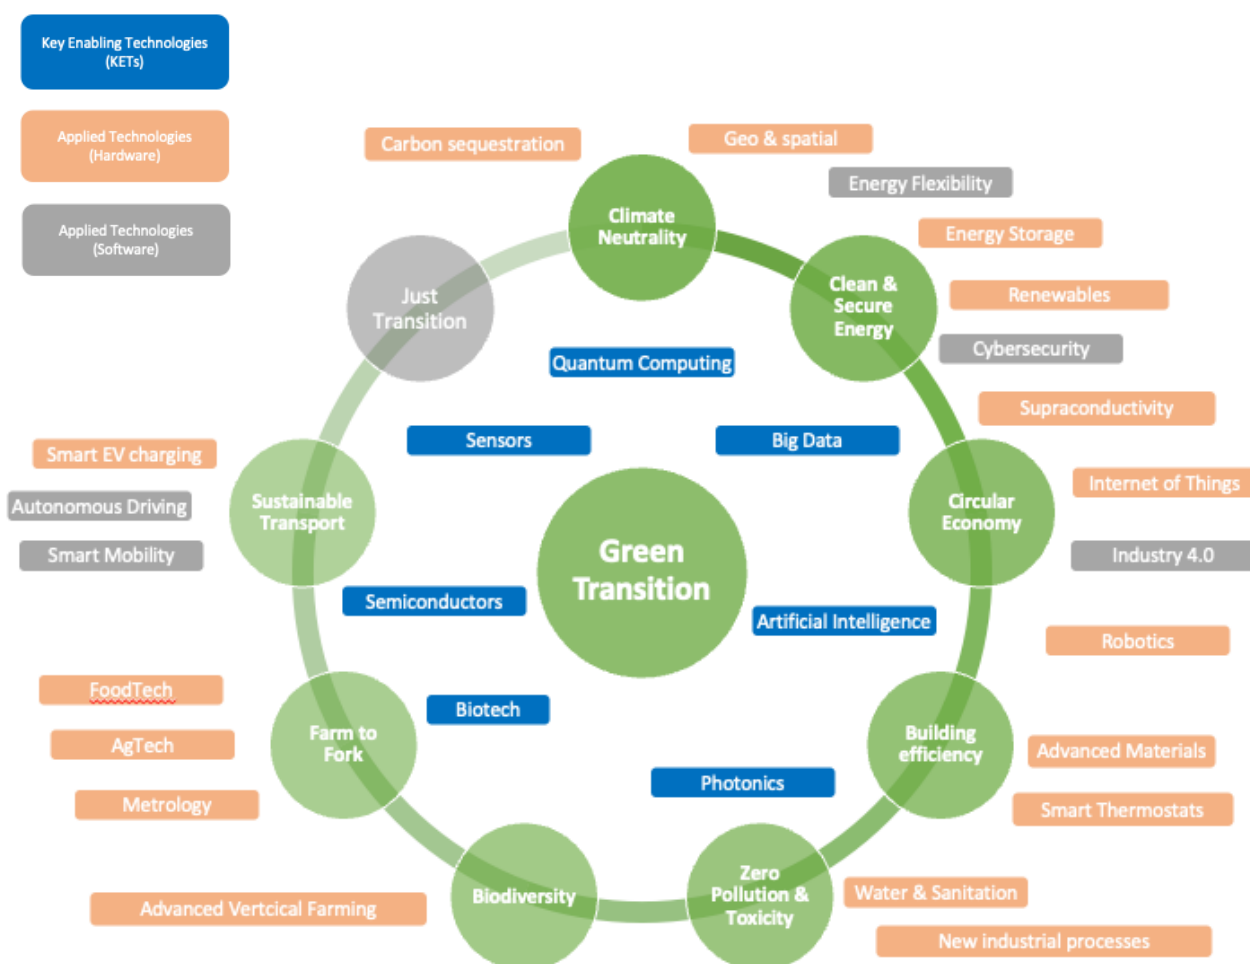 Key Enabling Technologies
(KETs)
Applied Technologies
(Hardware)
Applied Technologies
(Software)
Carbon sequestration
Geo & spatial
Energy Flexibility
Climate
Neutrality
Energy Storage
Just
Transition
Clean &
Secure
Energy
Renewables
Cybersecurity
Quantum Computing
Supraconductivity
Sensors
Big Data
Smart EV charging
Autonomous Driving
Smart Mobility
Sustainable
Transport
Circular
Economy
Internet of Things
Industry 4.0
Green
Transition
Semiconductors
Artificial Intelligence
Robotics
FoodTech
AgTech
Metrology
Farm to
Fork
Biotech
Building
efficiency
Advanced Materials
Smart Thermostats
Photonics
Advanced Vertcical Farming
Biodiversity
Zero
Pollution &
Toxicity
Water & Sanitation
New industrial processes